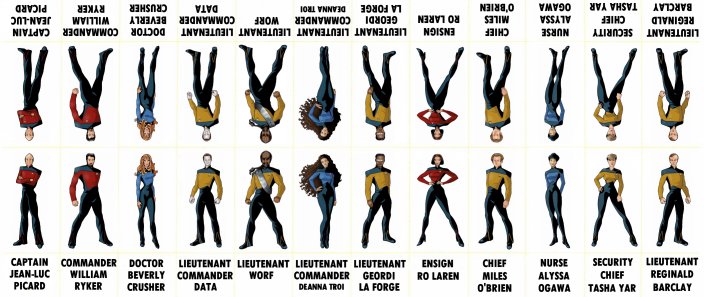 CAPTAIN
JEAN-LUC
PICARD
COMMANDER
WILLIAM
RYKER
DOCTOR
BEVERLY
CRUSHER
LIEUTENANT
COMMANDER
DATA
LIEUTENANT
WORF
LIEUTENANT
COMMANDER
DEANNA TROI
LIEUTENANT
GEORDI
LA FORGE
ENSIGN
RO LAREN
CHIEF
MILES
O'BRIEN
NURSE
ALYSSA
OGAWA
SECURITY
CHIEF
TASHA YAR
LIEUTENANT
REGINALD
BARCLAY
CAPTAIN
JEAN-LUC
PICARD
COMMANDER
WILLIAM
RYKER
DOCTOR
BEVERLY
CRUSHER
LIEUTENANT
COMMANDER
DATA
LIEUTENANT
WORF
LIEUTENANT
COMMANDER
DEANNA TROI
LIEUTENANT
GEORDI
LA FORGE
ENSIGN
RO LAREN
CHIEF
MILES
O'BRIEN
NURSE
ALYSSA
OGAWA
SECURITY
CHIEF
TASHA YAR
LIEUTENANT
REGINALD
BARCLAY